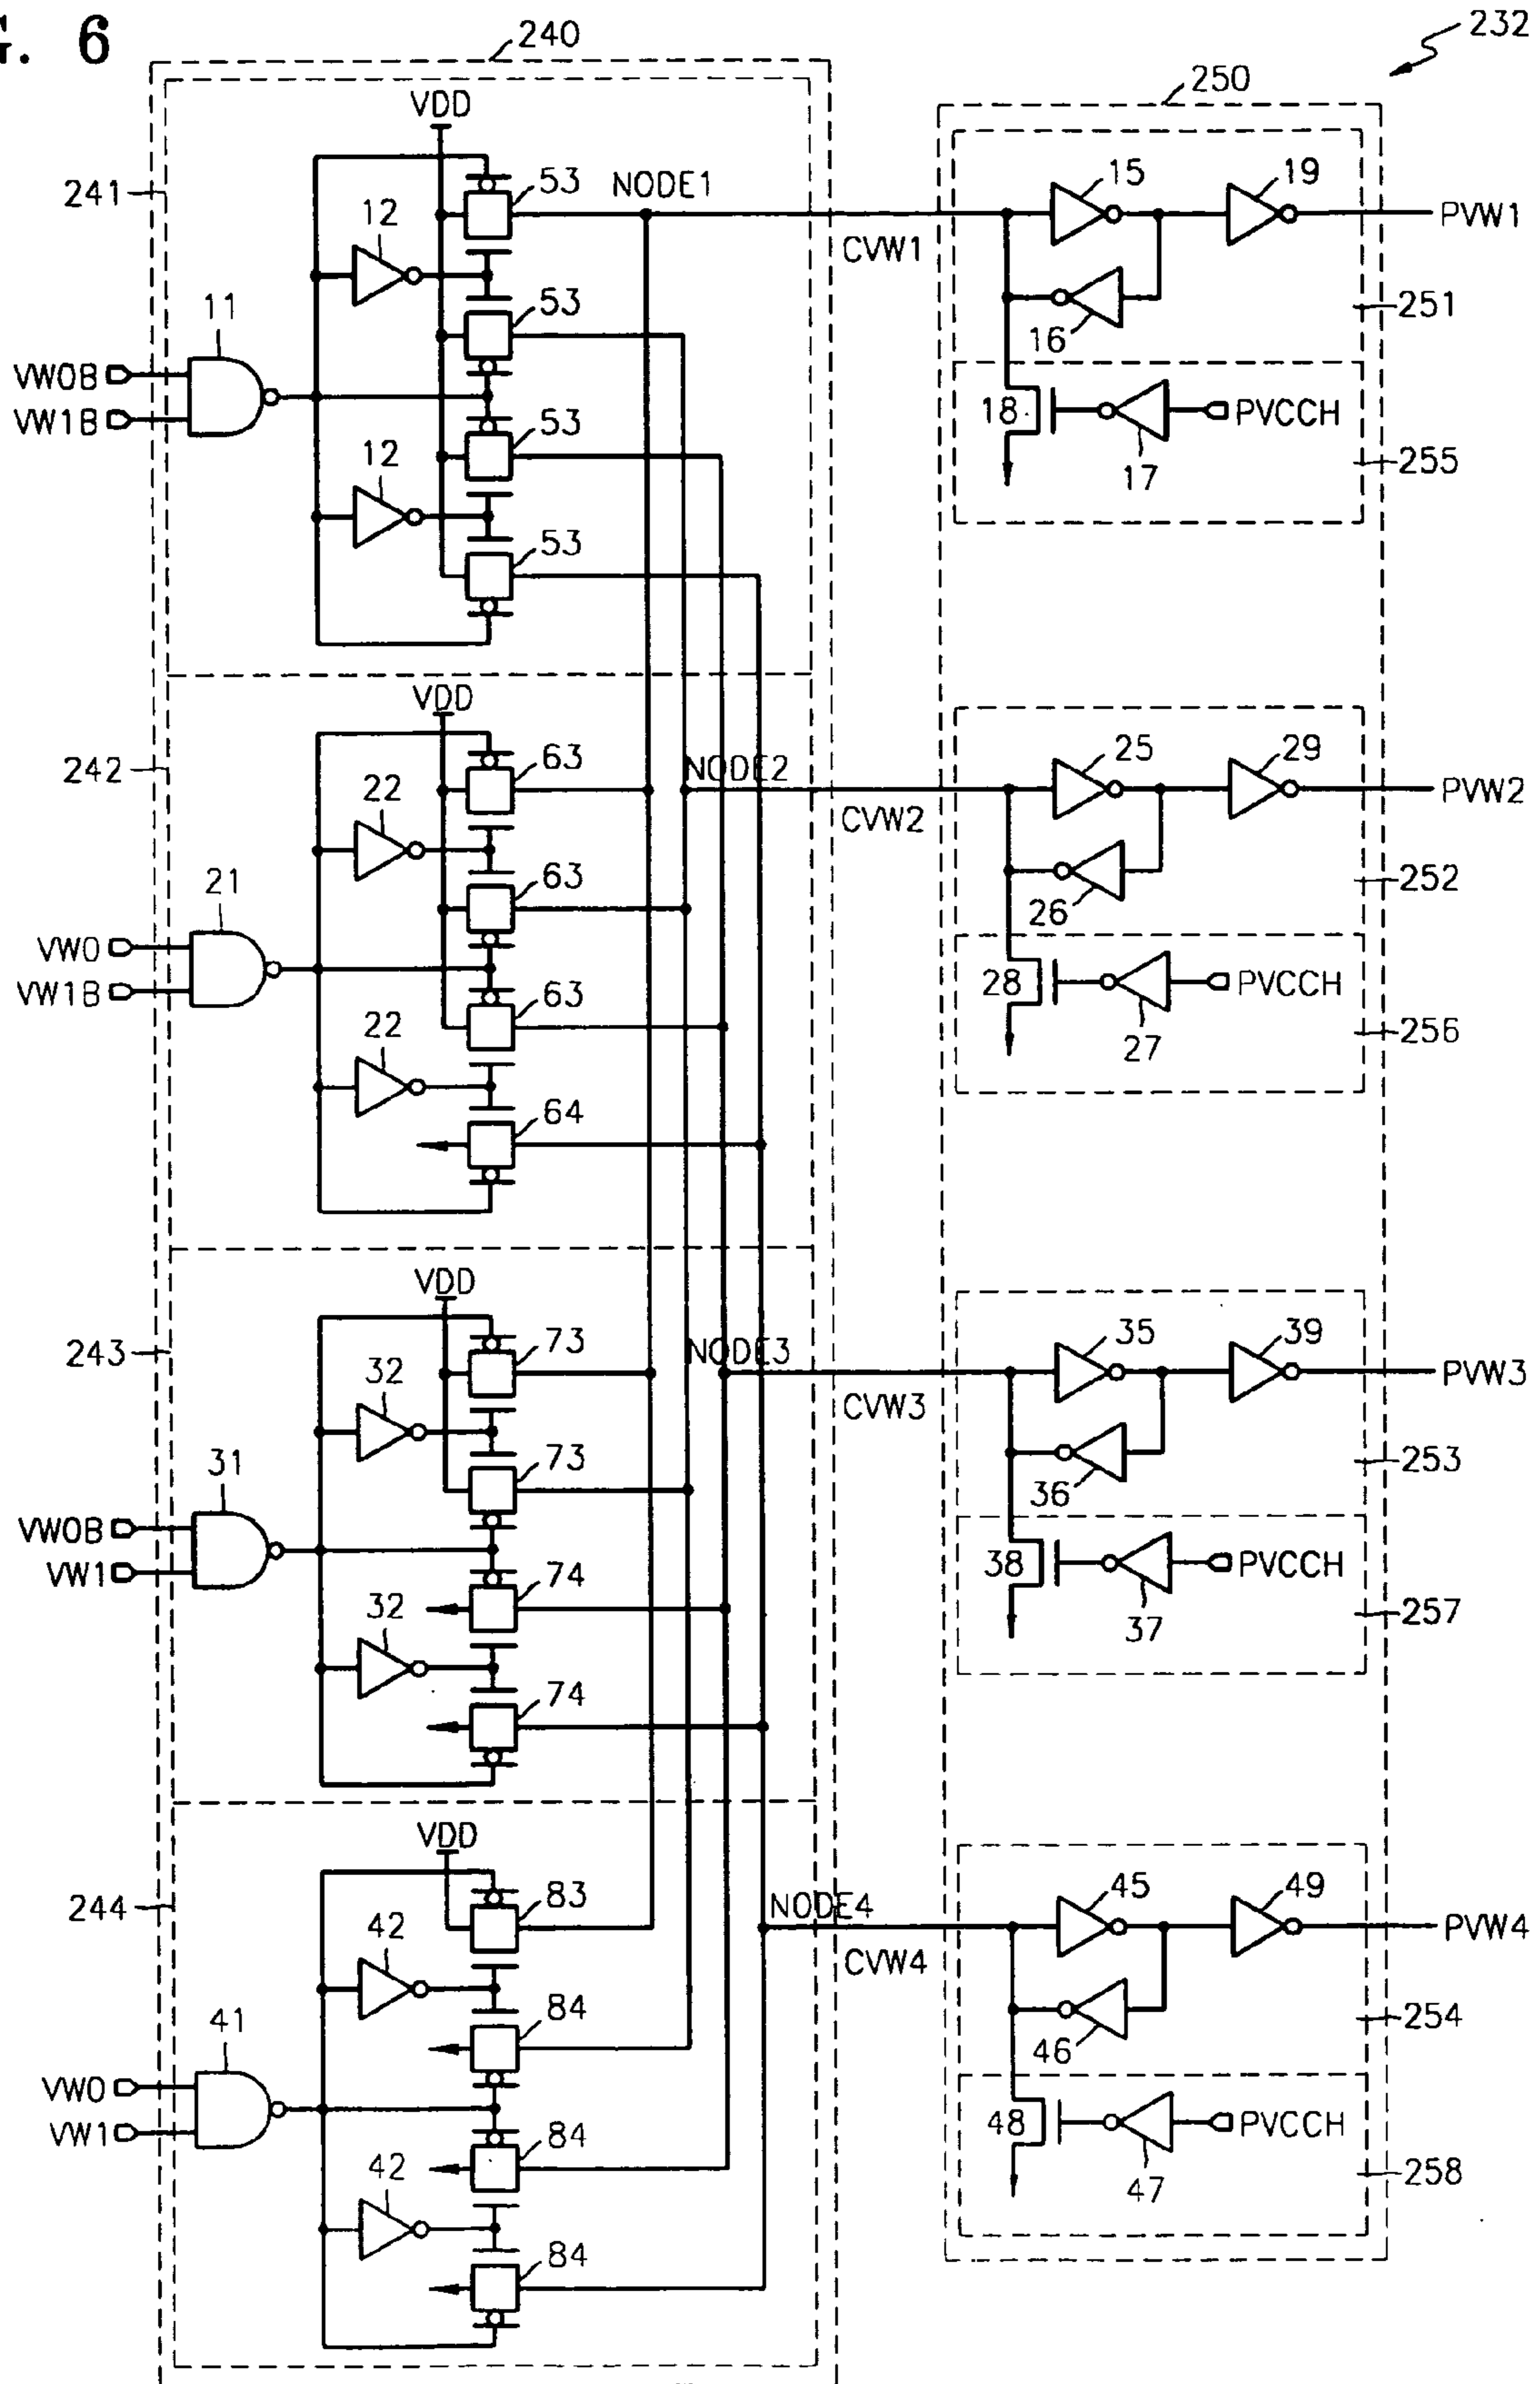 G. 6
232
240
250
241
VDD
53
NODE1
12
CVW1
15
19
PVW1
16
251
11
53
VW0B
VW1B
53
18
PVCCH
17
255
12
53
242
VDD
63
NODE2
22
CVW2
25
29
PVW2
26
252
21
63
VW0
VW1B
63
28
PVCCH
27
256
22
64
243
VDD
73
NODE3
32
CVW3
35
39
PVW3
36
253
31
73
VW0B
VW1
74
38
PVCCH
37
257
32
74
244
VDD
83
NODE4
42
CVW4
45
49
PVW4
46
254
41
84
VW0
VW1
84
48
PVCCH
47
258
42
84